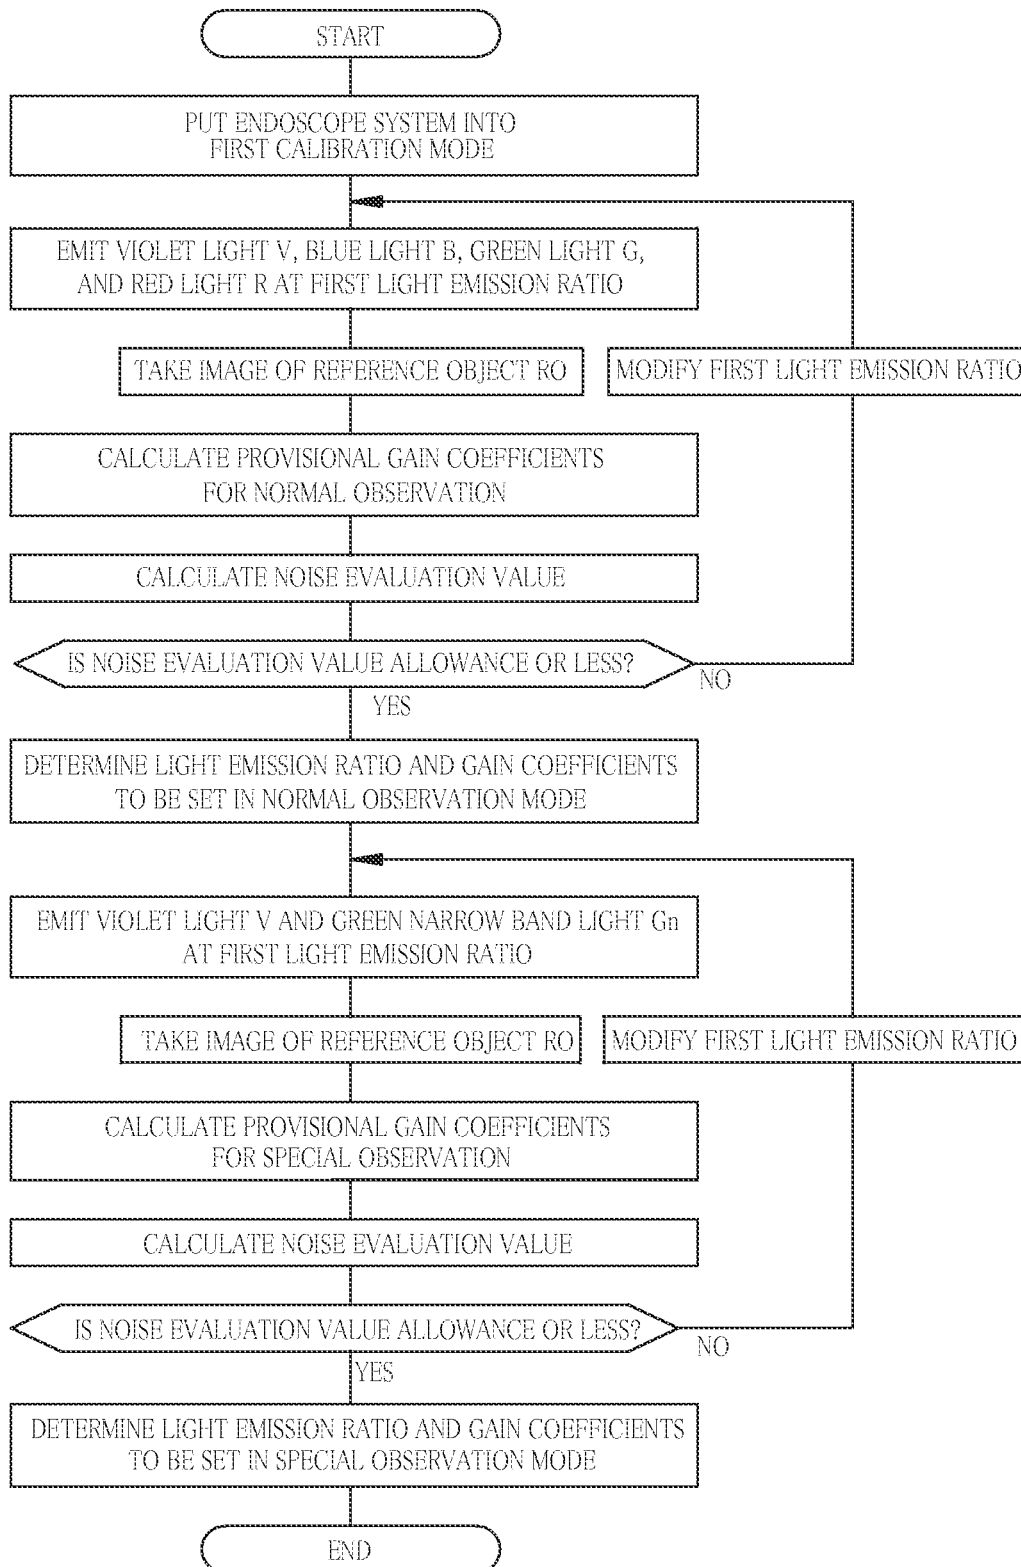 START
PUT ENDOSCOPE SYSTEM INTO
FIRST CALIBRATION MODE
EMIT VIOLET LIGHT V, BLUE LIGHT B, GREEN LIGHT G,
AND RED LIGHT R AT FIRST LIGHT EMISSION RATIO
TAKE IMAGE OF REFERENCE OBJECT RO
MODIFY FIRST LIGHT EMISSION RATIO
CALCULATE PROVISIONAL GAIN COEFFICIENTS
FOR NORMAL OBSERVATION
CALCULATE NOISE EVALUATION VALUE
IS NOISE EVALUATION VALUE ALLOWANCE OR LESS?
NO
YES
DETERMINE LIGHT EMISSION RATIO AND GAIN COEFFICIENTS
TO BE SET IN NORMAL OBSERVATION MODE
EMIT VIOLET LIGHT V AND GREEN NARROW BAND LIGHT Gn
AT FIRST LIGHT EMISSION RATIO
TAKE IMAGE OF REFERENCE OBJECT RO
MODIFY FIRST LIGHT EMISSION RATIO
CALCULATE PROVISIONAL GAIN COEFFICIENTS
FOR SPECIAL OBSERVATION
CALCULATE NOISE EVALUATION VALUE
IS NOISE EVALUATION VALUE ALLOWANCE OR LESS?
NO
YES
DETERMINE LIGHT EMISSION RATIO AND GAIN COEFFICIENTS
TO BE SET IN SPECIAL OBSERVATION MODE
END